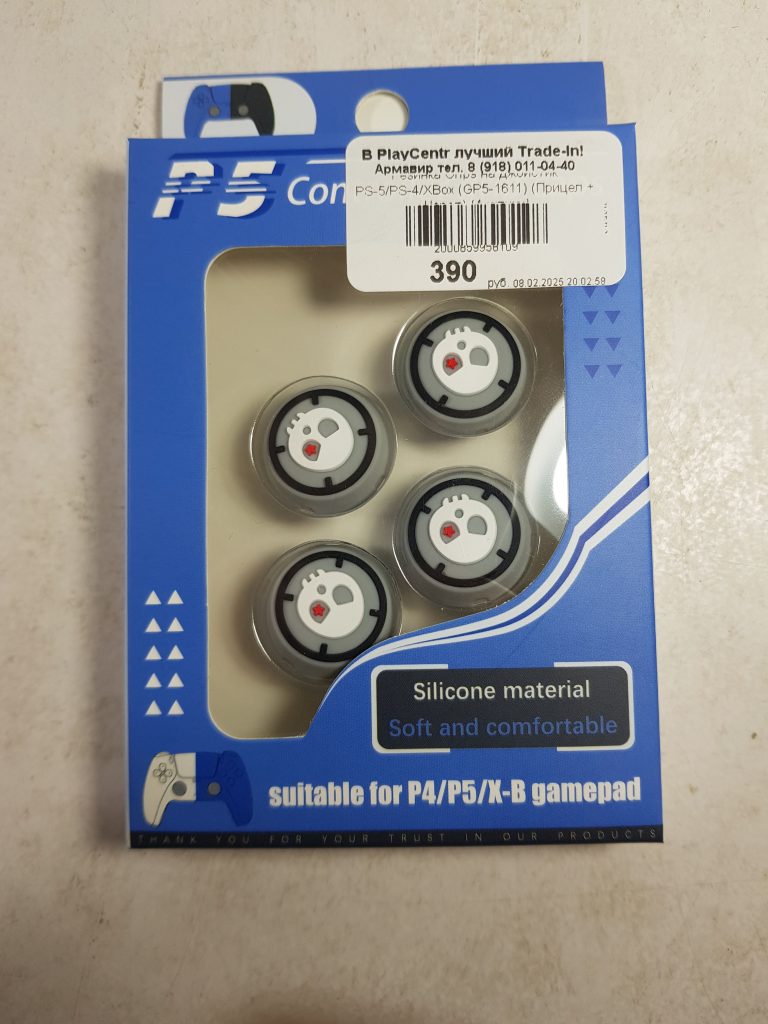 В PlayCentr лучший Trade-In!
Армавир тел. 8 (918) 011-04-40
PS-5/PS-4/XBox (GP5-1611) (Прицел +
2000859956109
390 руб. 08.02.2025 20:02:58
P5 Con
Silicone material
Soft and comfortable
suitable for P4/P5/X-B gamepad
THANK YOU FOR YOUR TRUST IN OUR PRODUCTS